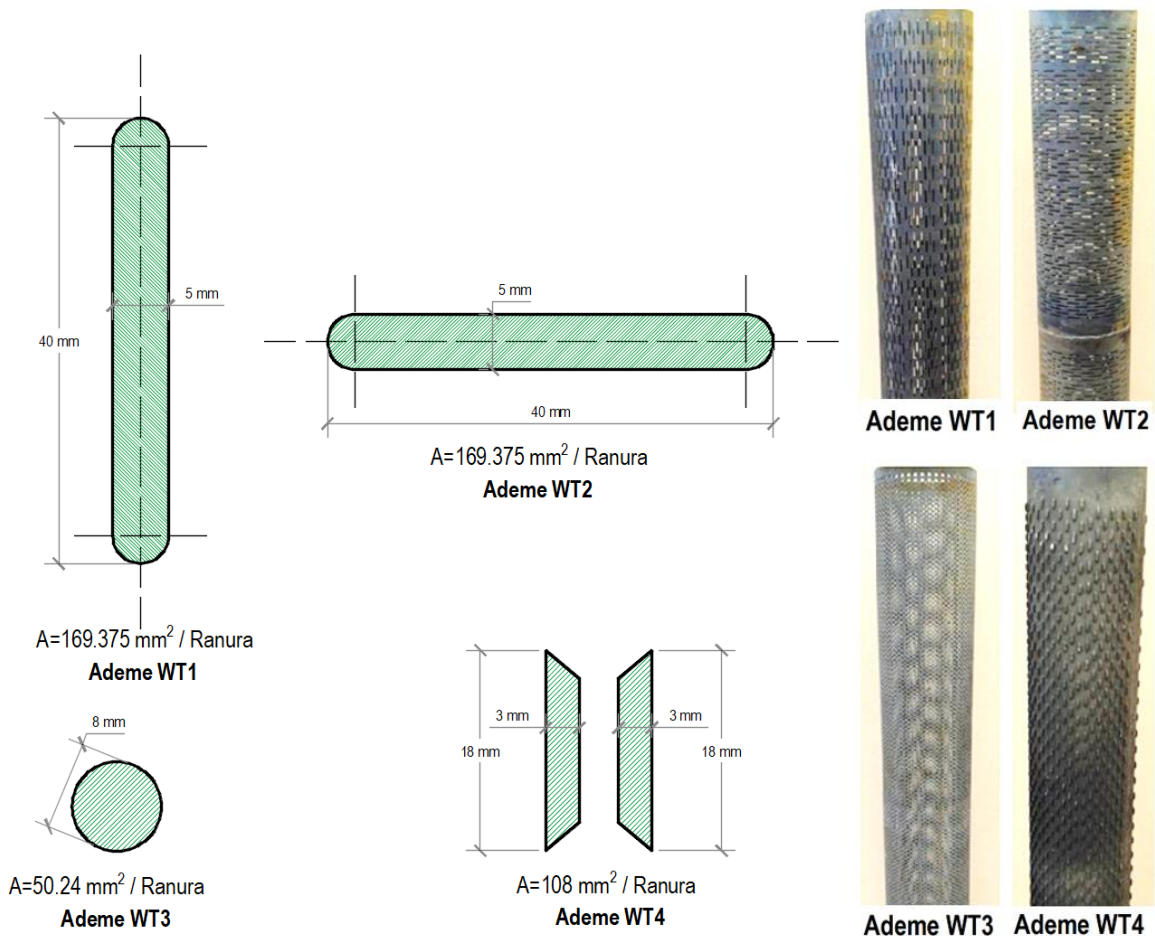 5 mm
40 mm
A=169.375 mm² / Ranura
Ademe WT1
5 mm
40 mm
A=169.375 mm² / Ranura
Ademe WT2
8 mm
A=50.24 mm² / Ranura
Ademe WT3
3 mm
3 mm
18 mm
18 mm
A=108 mm² / Ranura
Ademe WT4
Ademe WT1
Ademe WT2
Ademe WT3
Ademe WT4